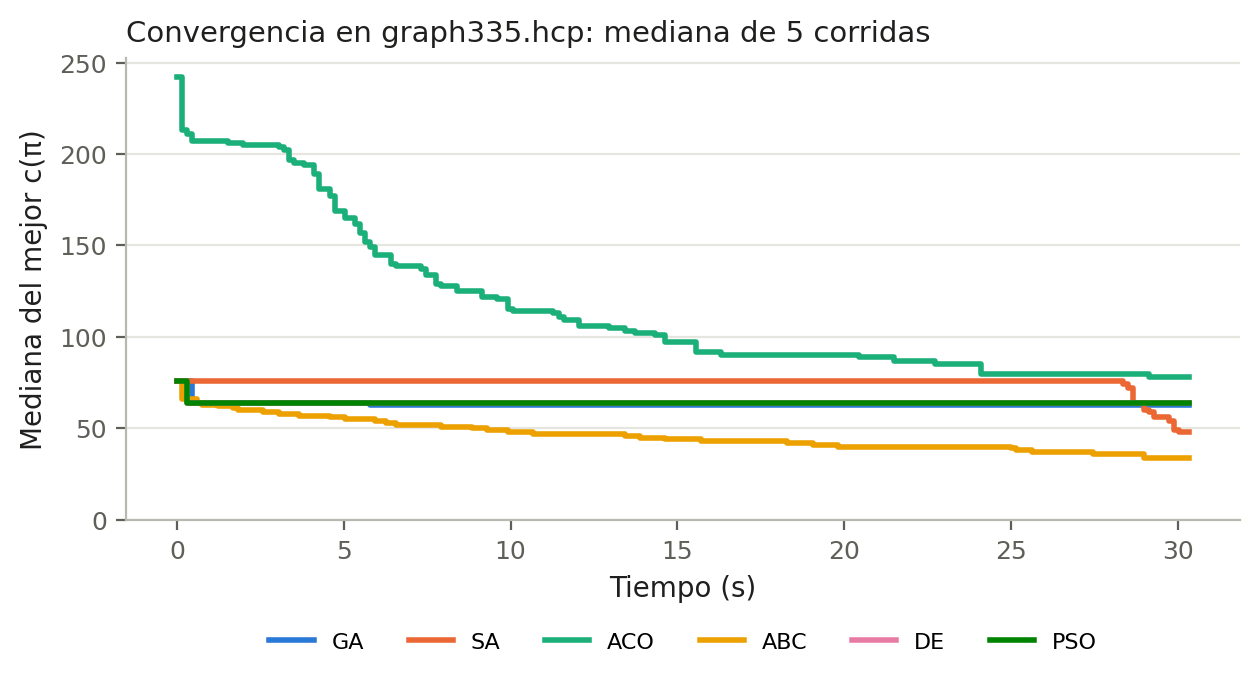 Convergencia en graph335.hcp: mediana de 5 corridas
Mediana del mejor c(π)
250
200
150
100
50
0
0 5 10 15 20 25 30
Tiempo (s)
GA SA ACO ABC DE PSO